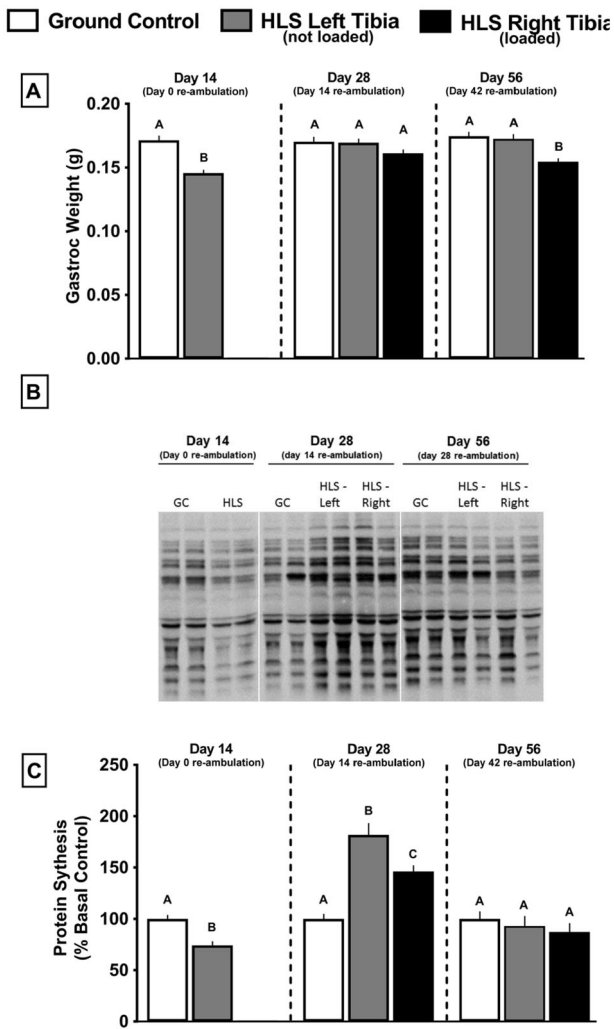 Ground Control HLS Left Tibia HLS Right Tibia
(not loaded) (loaded)
A
Day 14 Day 28 Day 56
(Day 0 re-ambulation) (Day 14 re-ambulation) (Day 42 re-ambulation)
Gastroc Weight (g)
0.20
0.15
0.10
0.05
0.00
A B A A A A A B
B
Day 14 Day 28 Day 56
(Day 0 re-ambulation) (day 14 re-ambulation) (day 28 re-ambulation)
GC HLS GC HLS - Left HLS - Right GC HLS - Left HLS - Right
C
Day 14 Day 28 Day 56
(Day 0 re-ambulation) (Day 14 re-ambulation) (Day 42 re-ambulation)
Protein Sythesis
(% Basal Control)
250
200
150
100
50
0
A B A B C A A A